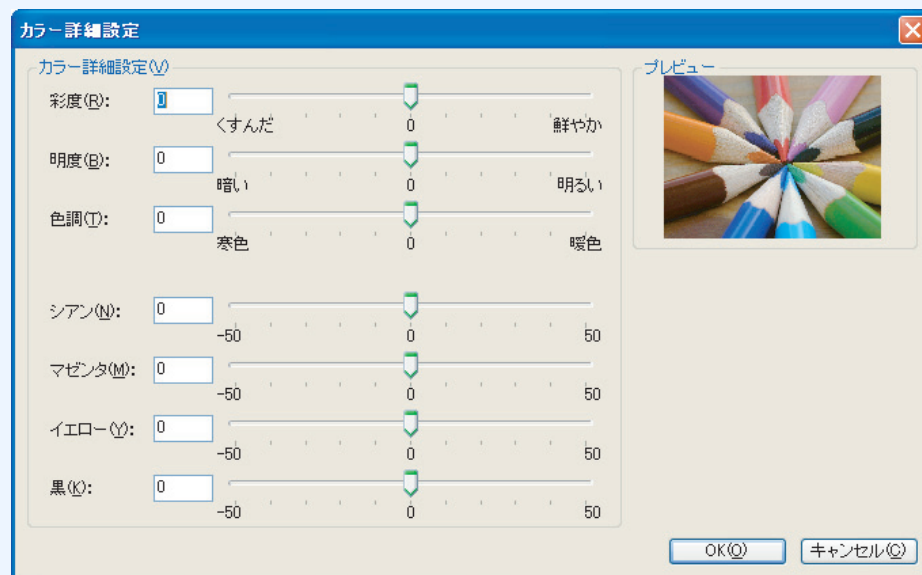 カラー詳細設定
カラー詳細設定(V)
彩度(R): 0
くすんだ 0 鮮やか
明度(B): 0
暗い 0 明るい
色調(T): 0
寒色 0 暖色
シアン(N): 0
-50 0 50
マゼンタ(M): 0
-50 0 50
イエロー(Y): 0
-50 0 50
黒(K): 0
-50 0 50
プレビュー
OK(O) キャンセル(C)